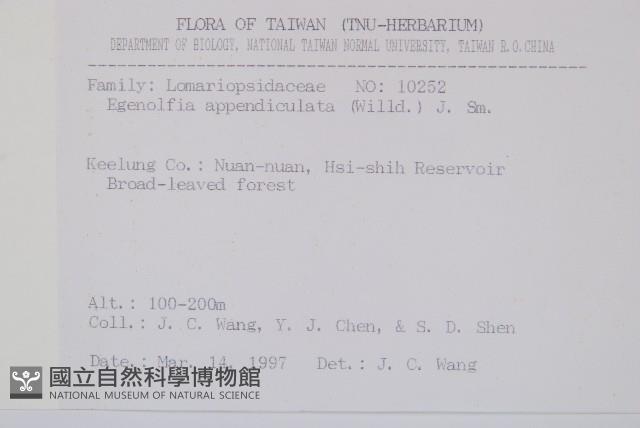 FLORA OF TAIWAN (TNU-HERBARIUM)
DEPARTMENT OF BIOLOGY, NATIONAL TAIWAN NORMAL UNIVERSITY, TAIWAN R.O.CHINA
Family: Lomariopsidaceae NO: 10252
Egenolfia appendiculata (Willd.) J. Sm.
Keelung Co.: Nuan-nuan, Hsi-shih Reservoir
Broad-leaved forest
Alt.: 100-200m
Coll.: J. C. Wang, Y. J. Chen, & S. D. Shen
Date.: Mar. 14, 1997 Det.: J. C. Wang
國立自然科學博物館
NATIONAL MUSEUM OF NATURAL SCIENCE